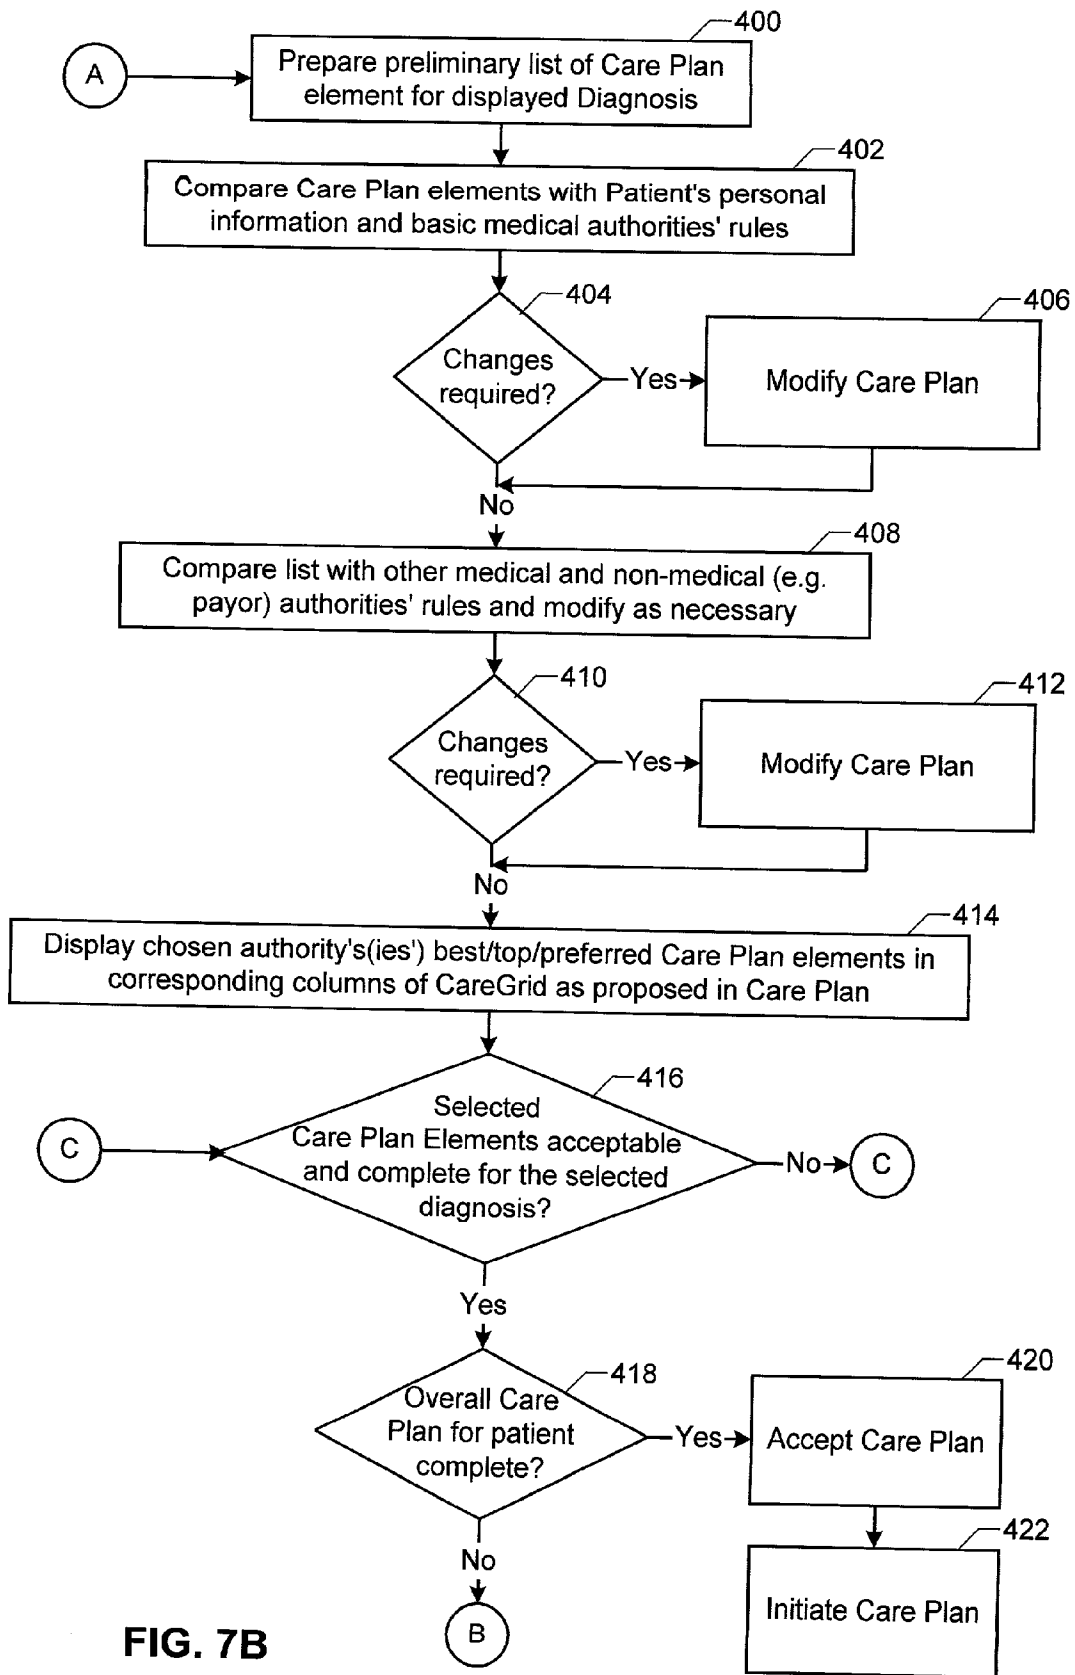 400
A
Prepare preliminary list of Care Plan
element for displayed Diagnosis
402
Compare Care Plan elements with Patient's personal
information and basic medical authorities' rules
404
406
Changes
required?
Yes
Modify Care Plan
No
408
Compare list with other medical and non-medical (e.g.
payor) authorities' rules and modify as necessary
410
412
Changes
required?
Yes
Modify Care Plan
No
414
Display chosen authority's(ies') best/top/preferred Care Plan elements in
corresponding columns of CareGrid as proposed in Care Plan
416
C
Selected
Care Plan Elements acceptable
and complete for the selected
diagnosis?
No
C
Yes
418
420
Overall Care
Plan for patient
complete?
Yes
Accept Care Plan
422
No
Initiate Care Plan
B
FIG. 7B